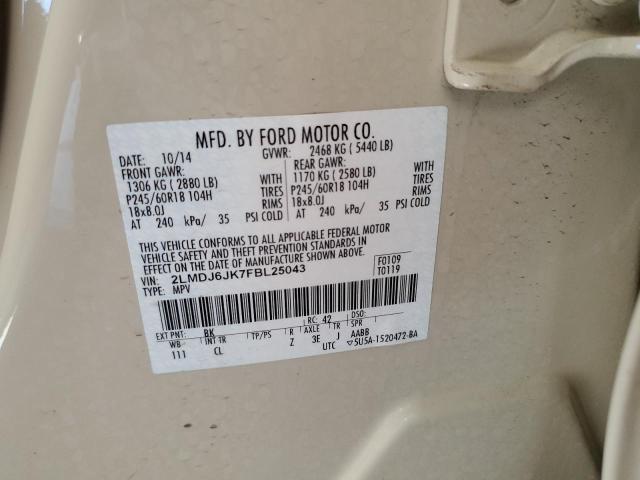 MFD. BY FORD MOTOR CO.
DATE: 10/14 GVWR: 2468 KG ( 5440 LB)
FRONT GAWR: REAR GAWR:
1306 KG ( 2880 LB) 1170 KG ( 2580 LB)
P245/60R18 104H TIRES P245/60R18 104H TIRES
18x8.0J RIMS 18x8.0J RIMS
AT 240 kPa/ 35 PSI COLD AT 240 kPa/ 35 PSI COLD
THIS VEHICLE CONFORMS TO ALL APPLICABLE FEDERAL MOTOR
VEHICLE SAFETY AND THEFT PREVENTION STANDARDS IN
EFFECT ON THE DATE OF MANUFACTURE SHOWN ABOVE.
VIN: 2LMDJ6JK7FBL25043 F0109
TYPE: MPV T0119
EXT PNT: BK RC: 42 DSO:
WB INT TR TP/PS R AXLE TR SPR
111 CL Z 3E J AABB
UTC ▽5U5A-1520472-BA